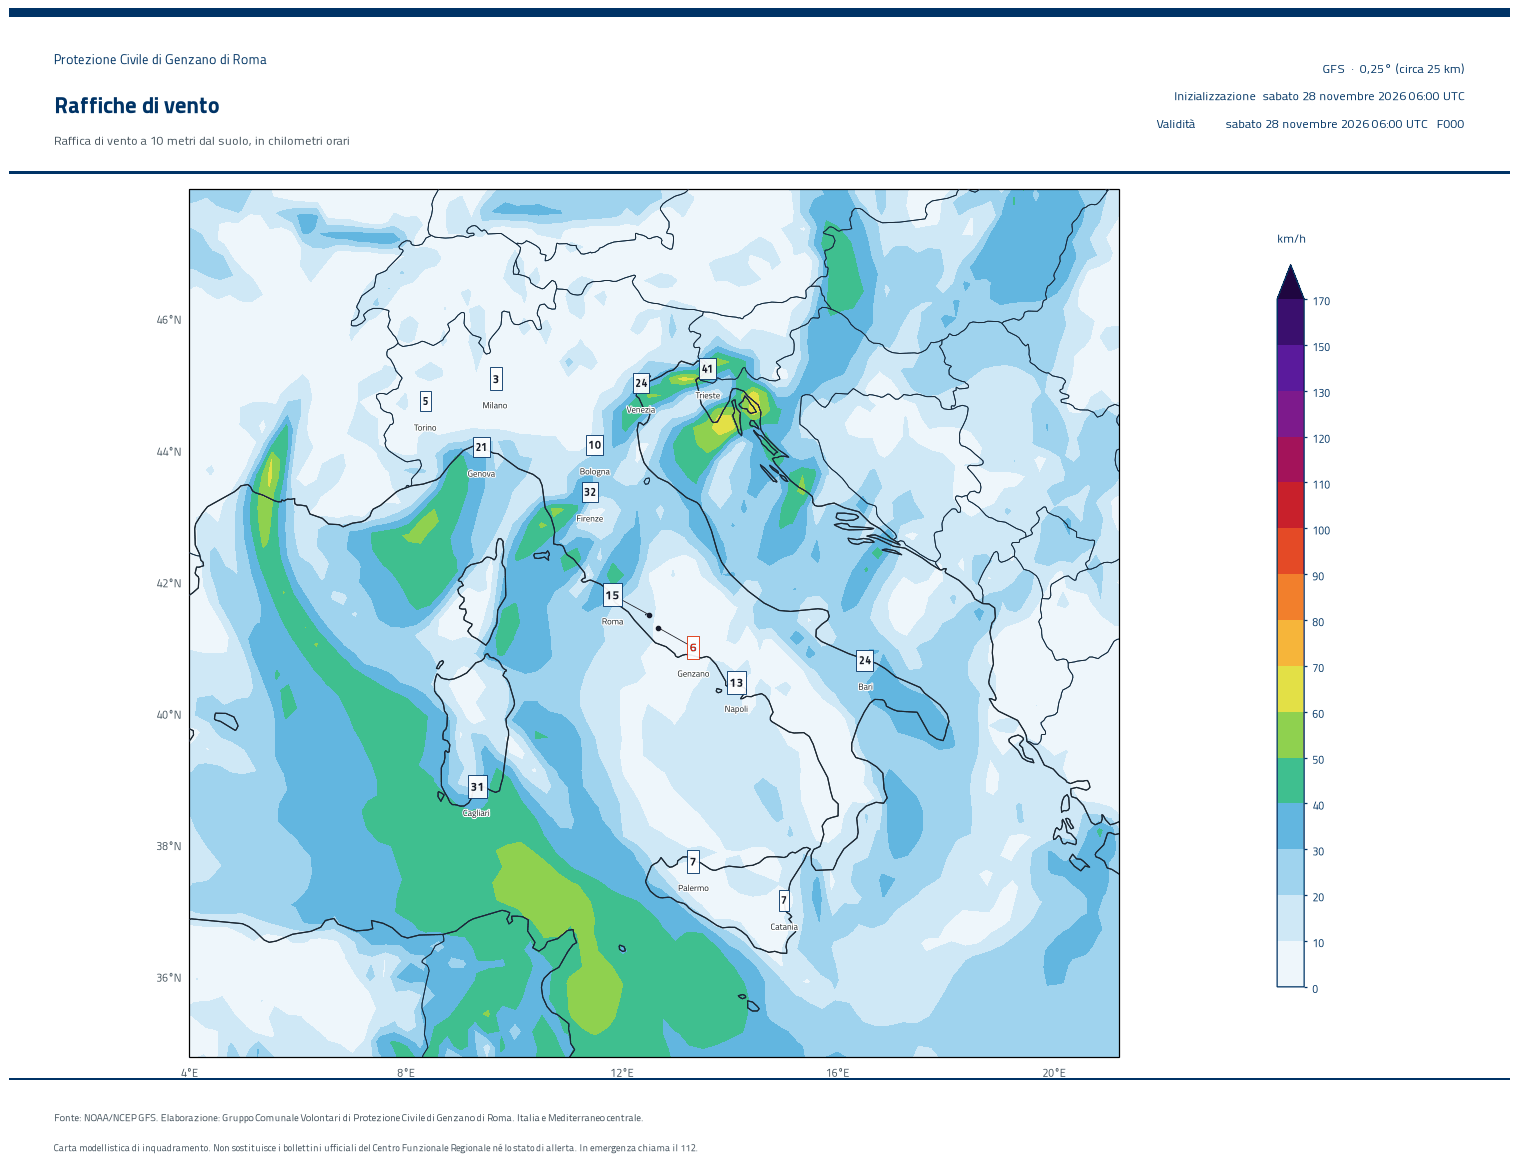 Protezione Civile di Genzano di Roma
Raffiche di vento
Raffica di vento a 10 metri dal suolo, in chilometri orari
GFS · 0,25° (circa 25 km)
Inizializzazione sabato 28 novembre 2026 06:00 UTC
Validità sabato 28 novembre 2026 06:00 UTC F000
km/h
170
150
130
120
110
100
90
80
70
60
50
40
30
20
10
0
46°N
44°N
42°N
40°N
38°N
36°N
4°E
8°E
12°E
16°E
20°E
41
Trieste
24
Venezia
3
Milano
5
Torino
21
Genova
10
Bologna
32
Firenze
15
Roma
6
Genzano
13
Napoli
24
Bari
31
Cagliari
7
Palermo
7
Catania
Fonte: NOAA/NCEP GFS. Elaborazione: Gruppo Comunale Volontari di Protezione Civile di Genzano di Roma. Italia e Mediterraneo centrale.
Carta modellistica di inquadramento. Non sostituisce i bollettini ufficiali del Centro Funzionale Regionale né lo stato di allerta. In emergenza chiama il 112.